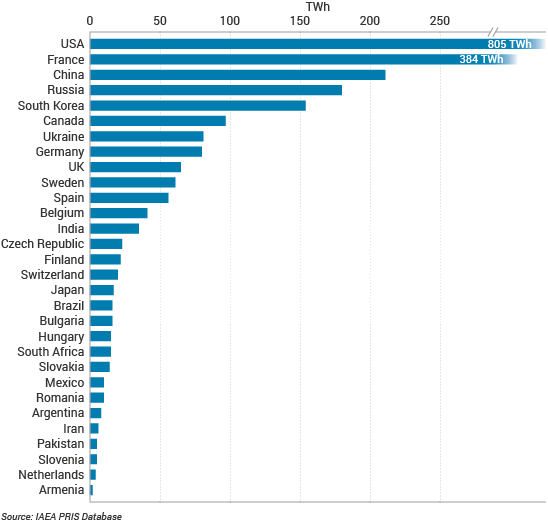 TWh
0 50 100 150 200 250
USA 805 TWh
France 384 TWh
China
Russia
South Korea
Canada
Ukraine
Germany
UK
Sweden
Spain
Belgium
India
Czech Republic
Finland
Switzerland
Japan
Brazil
Bulgaria
Hungary
South Africa
Slovakia
Mexico
Romania
Argentina
Iran
Pakistan
Slovenia
Netherlands
Armenia
Source: IAEA PRIS Database